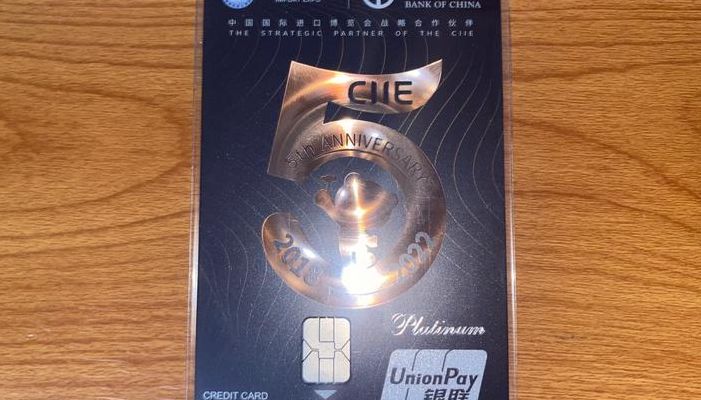 BANK OF CHINA
中国国际进口博览会战略合作伙伴
THE STRATEGIC PARTNER OF THE CIIE
CIIE
5th ANNIVERSARY
2018
2022
Platinum
CREDIT CARD
UnionPay
银联